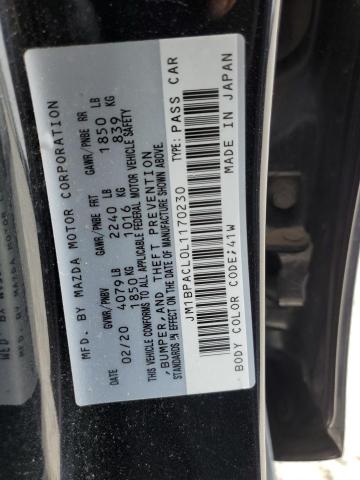 MFD. BY MAZDA MOTOR CORPORATION
DATE GVWR/PNBV GAWR/PNBE FRT GAWR/PNBE RR
02/20 4079 LB 2240 LB 1850 LB
1850 KG 1016 KG 839 KG
THIS VEHICLE CONFORMS TO ALL APPLICABLE FEDERAL MOTOR VEHICLE SAFETY
, BUMPER, AND THEFT PREVENTION
STANDARDS IN EFFECT ON THE DATE OF MANUFACTURE SHOWN ABOVE.
JM1BPACL0L1170230 TYPE: PASS CAR
BODY COLOR CODE;41W MADE IN JAPAN